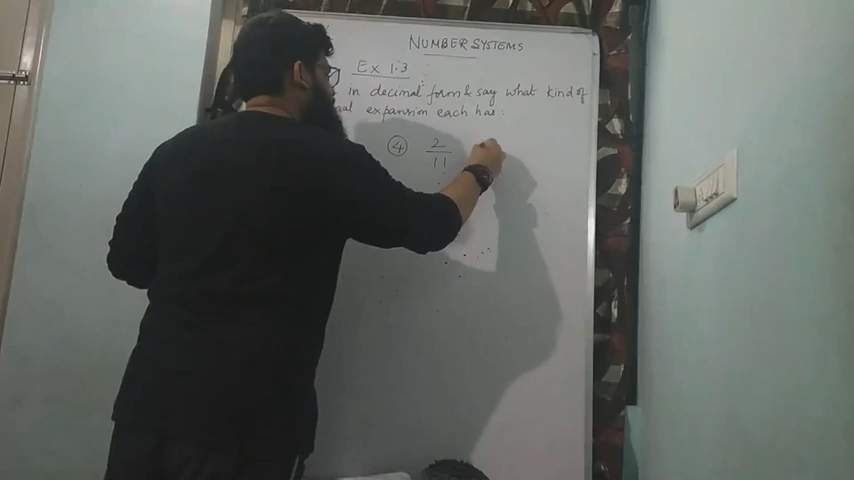 NUMBER SYSTEMS
Ex 1.3
in decimal form & say what kind of
expansion each has :
④ 2
11